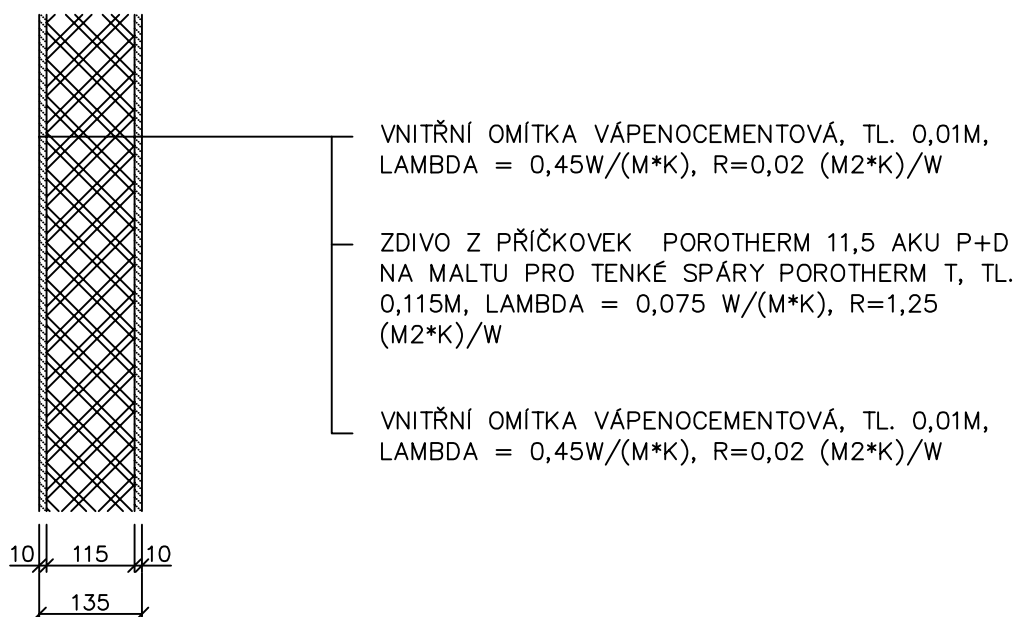 VNITŘNÍ OMÍTKA VÁPENOCEMENTOVÁ, TL. 0,01M,
LAMBDA = 0,45W/(M*K), R=0,02 (M2*K)/W
ZDIVO Z PŘÍČKOVEK POROTHERM 11,5 AKU P+D
NA MALTU PRO TENKÉ SPÁRY POROTHERM T, TL.
0,115M, LAMBDA = 0,075 W/(M*K), R=1,25
(M2*K)/W
VNITŘNÍ OMÍTKA VÁPENOCEMENTOVÁ, TL. 0,01M,
LAMBDA = 0,45W/(M*K), R=0,02 (M2*K)/W
10 115 10
135